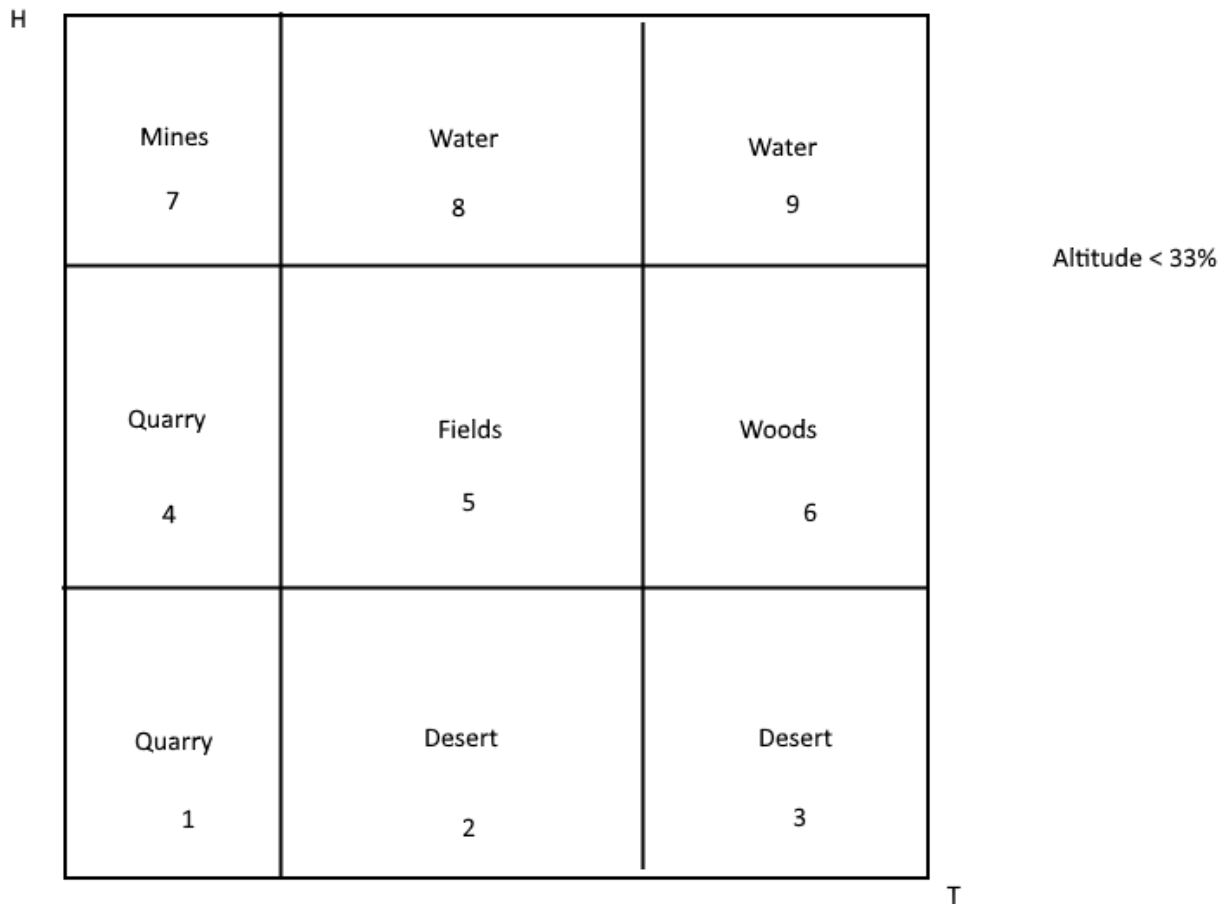 H
Mines
7
Water
8
Water
9
Altitude < 33%
Quarry
4
Fields
5
Woods
6
Quarry
1
Desert
2
Desert
3
T